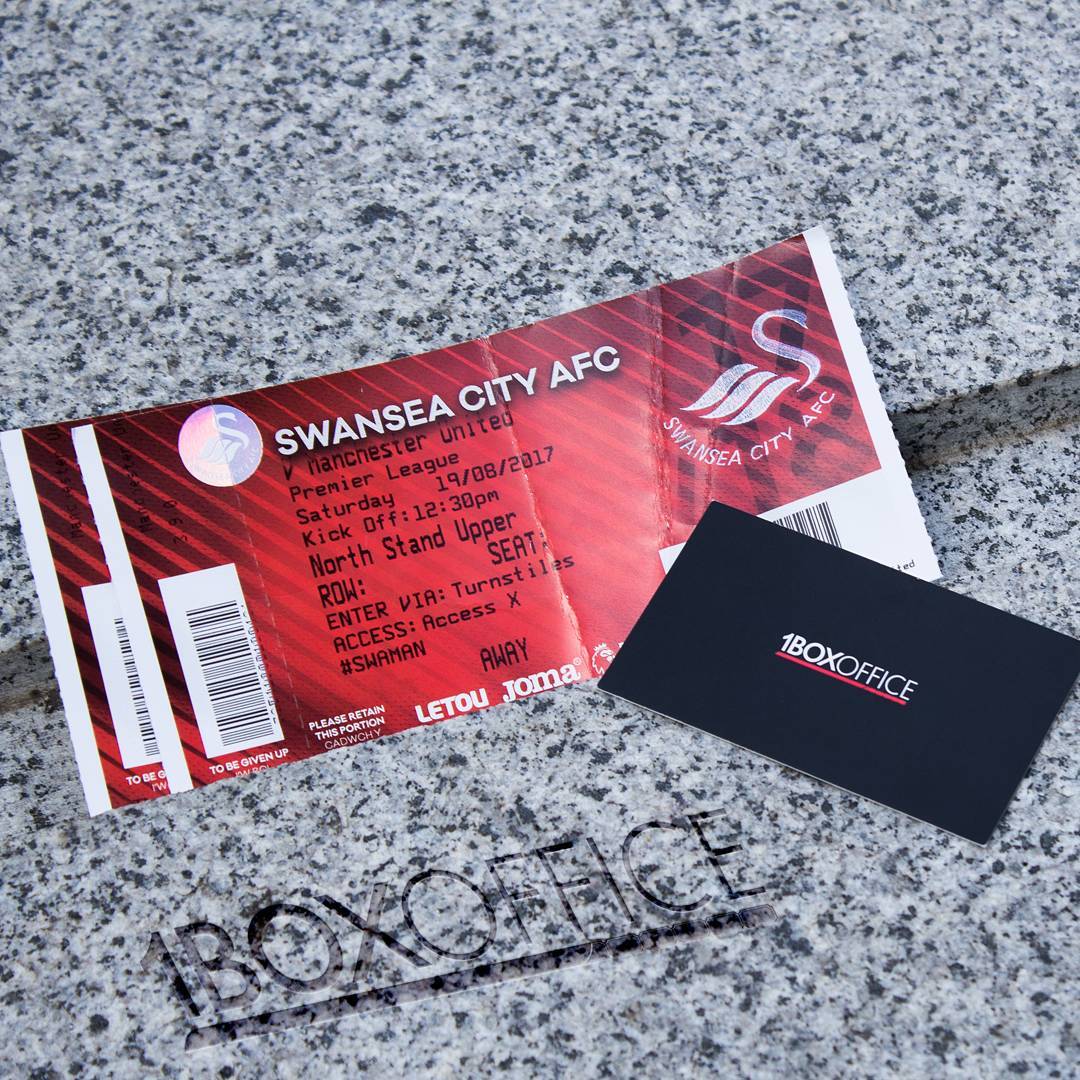 SWANSEA CITY AFC
v Manchester United
Premier League
Saturday 19/08/2017
Kick Off:12:30pm
North Stand Upper
ROW: SEAT:
ENTER VIA: Turnstiles
ACCESS: Access X
#SWAMAN AWAY
LETOU Joma
PLEASE RETAIN
THIS PORTION
CADWCH Y
TO BE GIVEN UP
TO BE G
SWANSEA CITY AFC
1BOXOFFICE
1BOXOFFICE